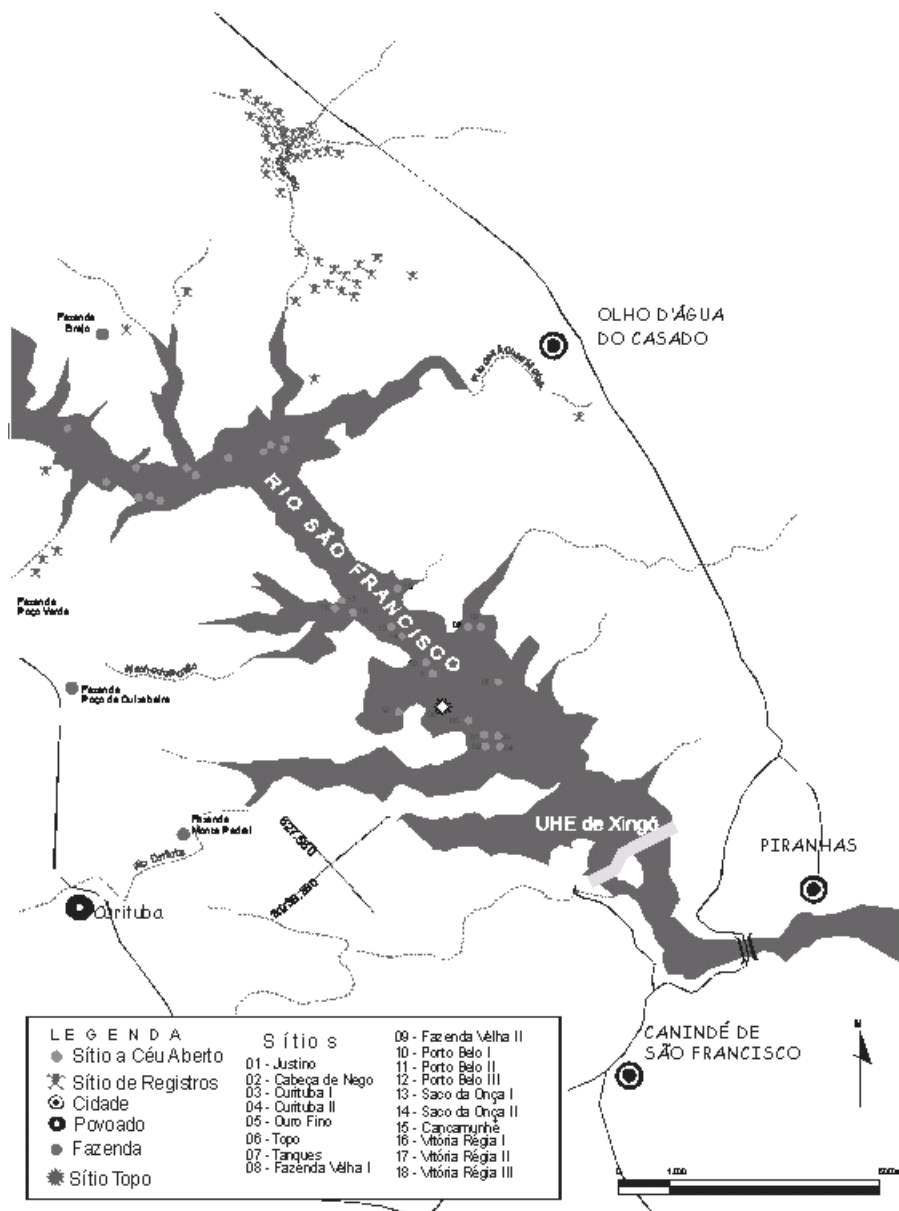 OLHO D'ÁGUA
DO CASADO
Fazenda
Brejo
RIO SÃO FRANCISCO
Fazenda
Poço Verde
Fazenda
Poço da Quixabeira
Fazenda
UHE de Xingó
PIRANHAS
Rio Curituba
Curituba
CANINDÉ DE
SÃO FRANCISCO
N
0
1.000
LEGENDA
Sítio a Céu Aberto
Sítio de Registros
Cidade
Povoado
Fazenda
Sítio Topo
Sítios
01 - Justino
02 - Cabeça de Nego
03 - Curituba I
04 - Curituba II
05 - Ouro Fino
06 - Topo
07 - Tanques
08 - Fazenda Velha I
09 - Fazenda Velha II
10 - Porto Belo I
11 - Porto Belo II
12 - Porto Belo III
13 - Saco da Onça I
14 - Saco da Onça II
15 - Cancamunhê
16 - Vitória Régia I
17 - Vitória Régia II
18 - Vitória Régia III